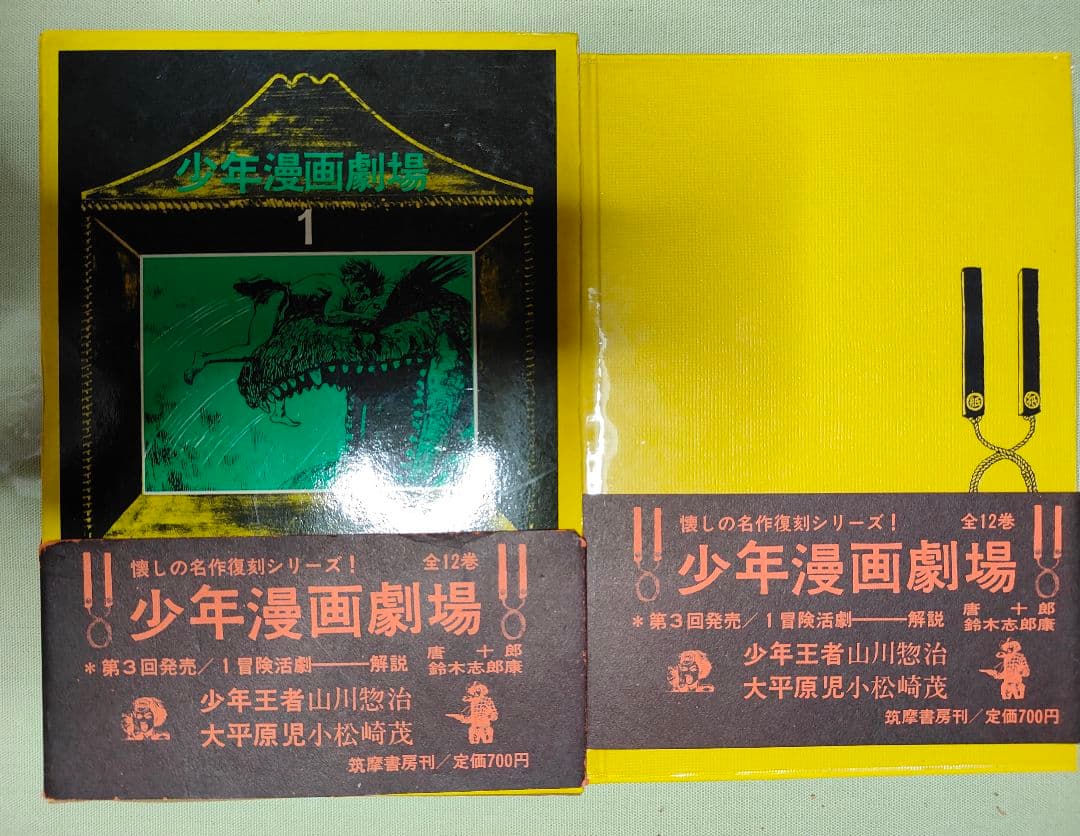 少年漫画劇場
1
懐しの名作復刻シリーズ! 全12巻
少年漫画劇場
*第3回発売/1冒険活劇――解説 唐十郎
鈴木志郎康
少年王者山川惣治
大平原児小松崎茂
筑摩書房刊/定価700円
紙 紙
懐しの名作復刻シリーズ! 全12巻
少年漫画劇場
*第3回発売/1冒険活劇――解説 唐十郎
鈴木志郎康
少年王者山川惣治
大平原児小松崎茂
筑摩書房刊/定価700円